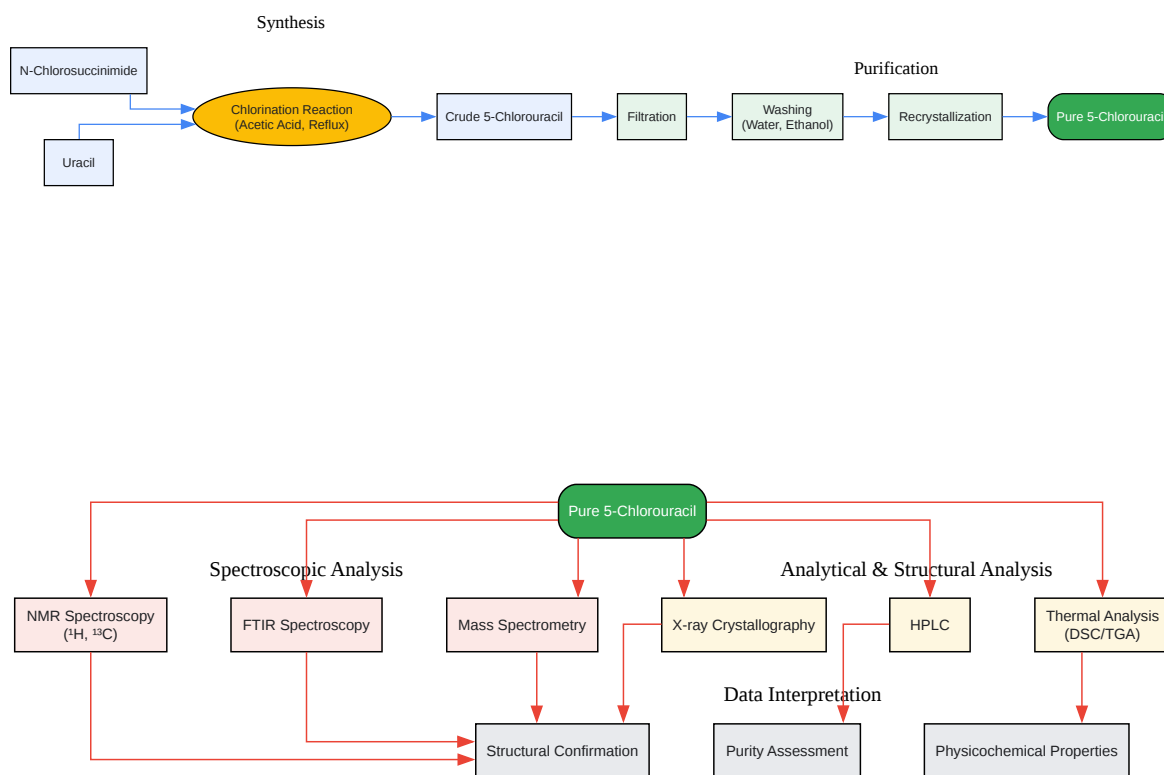 Synthesis
N-Chlorosuccinimide
Purification
Chlorination Reaction
(Acetic Acid, Reflux)
Crude 5-Chlorouracil
Filtration
Washing
(Water, Ethanol)
Recrystallization
Pure 5-Chlorouracil
Uracil
Pure 5-Chlorouracil
Spectroscopic Analysis
Analytical & Structural Analysis
NMR Spectroscopy
(¹H, ¹³C)
FTIR Spectroscopy
Mass Spectrometry
X-ray Crystallography
HPLC
Thermal Analysis
(DSC/TGA)
Data Interpretation
Structural Confirmation
Purity Assessment
Physicochemical Properties